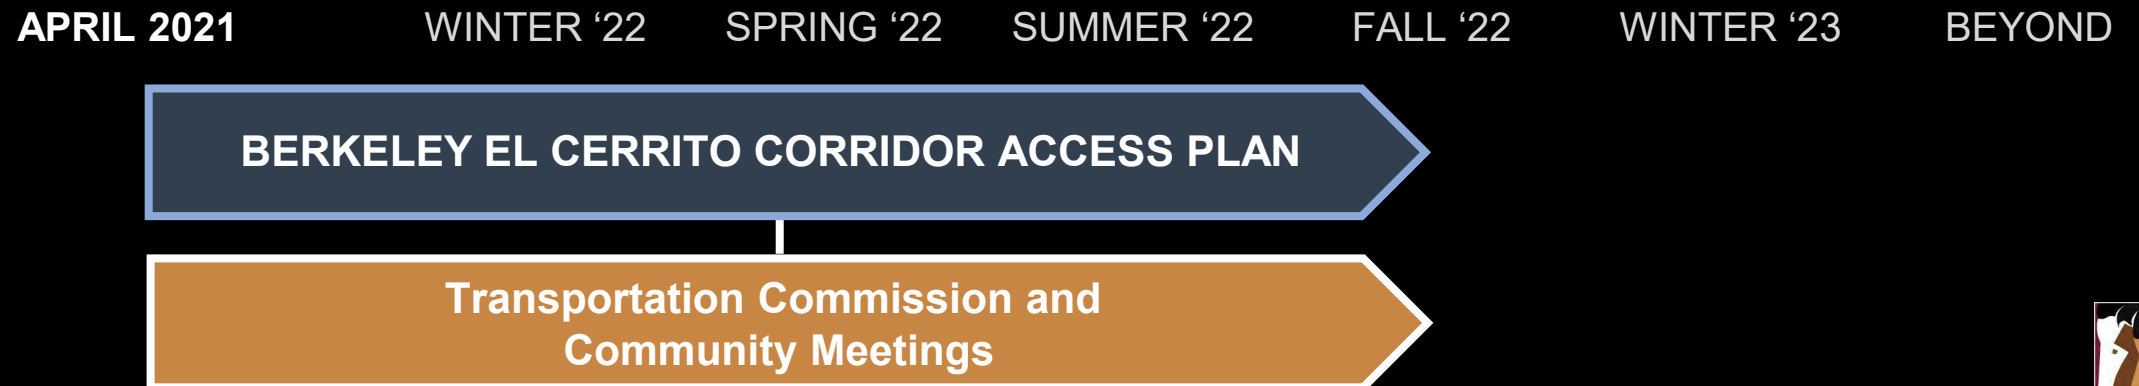 APRIL 2021 WINTER ‘22 SPRING ‘22 SUMMER ‘22 FALL ‘22 WINTER ‘23 BEYOND
BERKELEY EL CERRITO CORRIDOR ACCESS PLAN
Transportation Commission and
Community Meetings